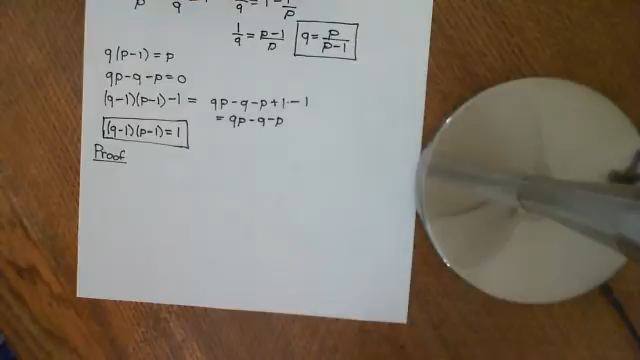 1/q = (p-1)/p   q = p/(p-1)
q(p-1) = p
qp-q-p=0
(q-1)(p-1)-1 = qp-q-p+1-1
= qp-q-p
(q-1)(p-1)=1
Proof